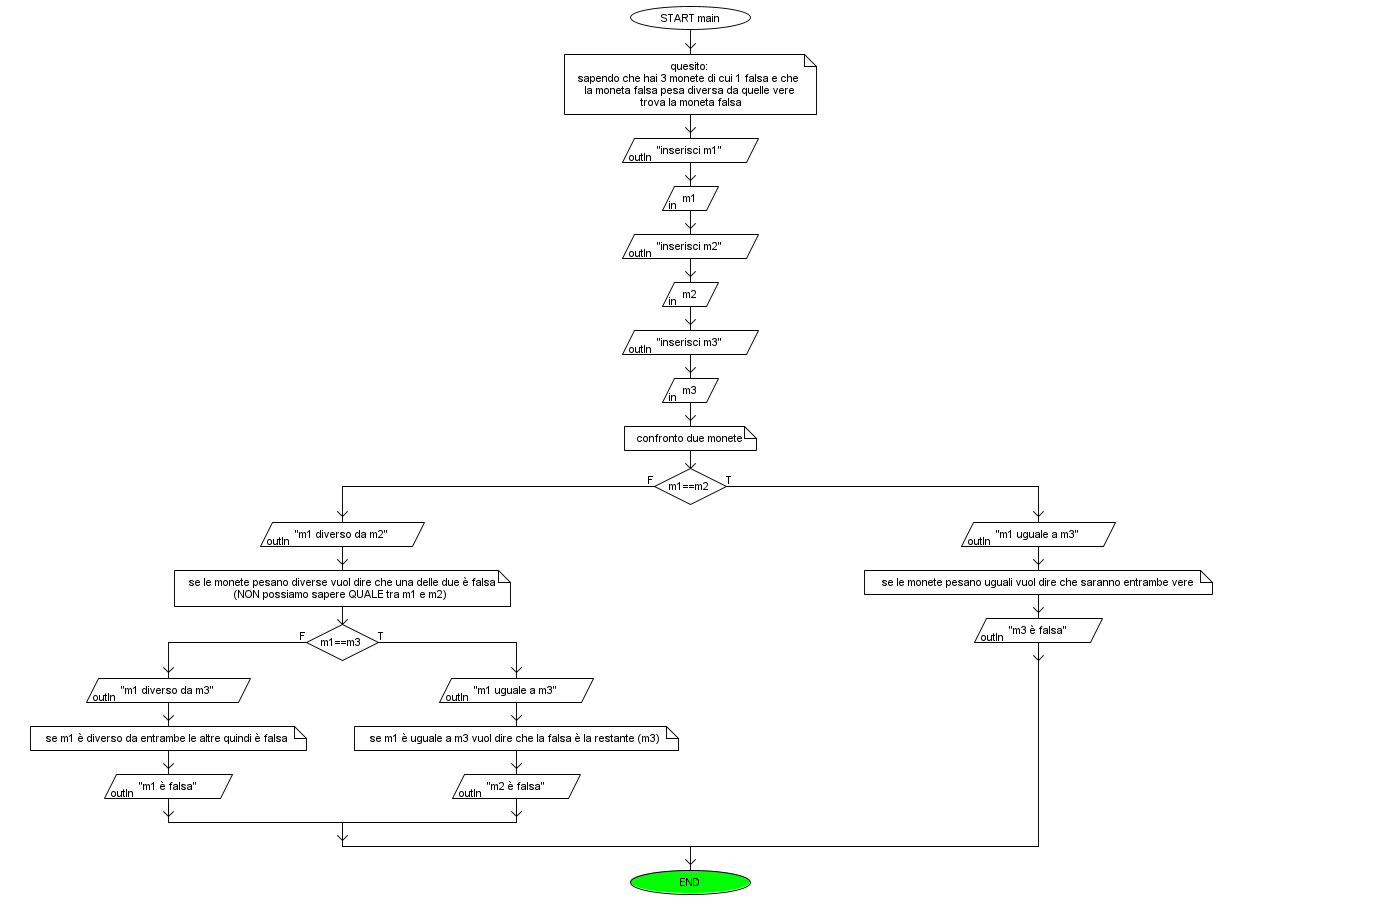 START main
quesito:
sapendo che hai 3 monete di cui 1 falsa e che
la moneta falsa pesa diversa da quelle vere
trova la moneta falsa
"inserisci m1"
outln
m1
in
"inserisci m2"
outln
m2
in
"inserisci m3"
outln
m3
in
confronto due monete
F
m1==m2
T
"m1 diverso da m2"
outln
"m1 uguale a m3"
outln
se le monete pesano diverse vuol dire che una delle due è falsa
(NON possiamo sapere QUALE tra m1 e m2)
se le monete pesano uguali vuol dire che saranno entrambe vere
"m3 è falsa"
outln
F
m1==m3
T
"m1 diverso da m3"
outln
"m1 uguale a m3"
outln
se m1 è diverso da entrambe le altre quindi è falsa
se m1 è uguale a m3 vuol dire che la falsa è la restante (m3)
"m1 è falsa"
outln
"m2 è falsa"
outln
END